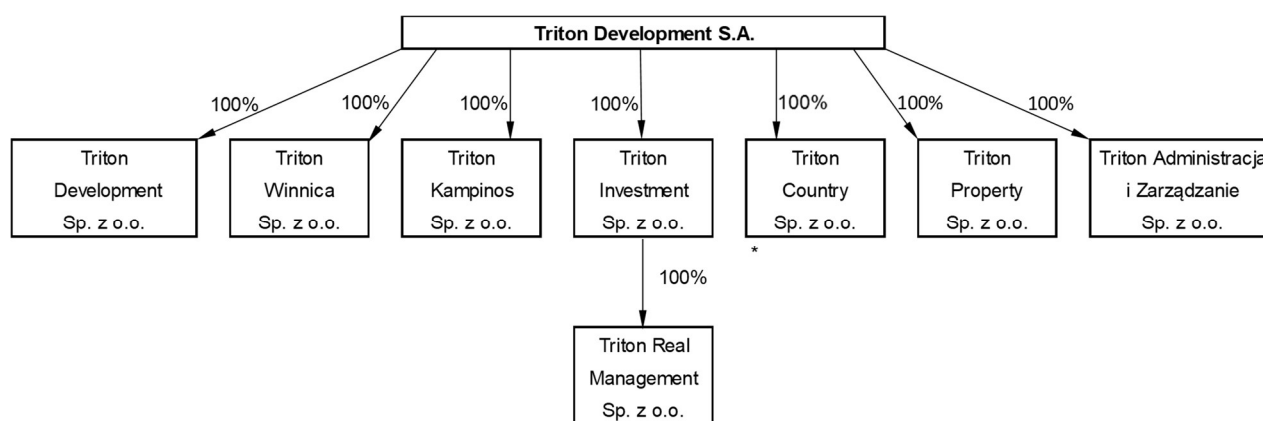 Triton Development S.A.
100%
100%
100%
100%
100%
100%
100%
Triton
Development
Sp. z o.o.
Triton
Winnica
Sp. z o.o.
Triton
Kampinos
Sp. z o.o.
Triton
Investment
Sp. z o.o.
Triton
Country
Sp. z o.o.
Triton
Property
Sp. z o.o.
Triton Administracja
i Zarządzanie
Sp. z o.o.
*
100%
Triton Real
Management
Sp. z o.o.